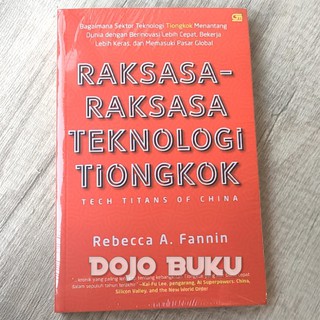 Bagaimana Sektor Teknologi Tiongkok Menantang
Dunia dengan Berinovasi Lebih Cepat, Bekerja
Lebih Keras, dan Memasuki Pasar Global
RAKSASA-
RAKSASA
TEKNOLOGi
TiONGKOK
TECH TITANS OF CHINA
Rebecca A. Fannin
DOJO BUKU
Kai-Fu Lee, pengarang, AI Superpowers: China,
Silicon Valley, and the New World Order